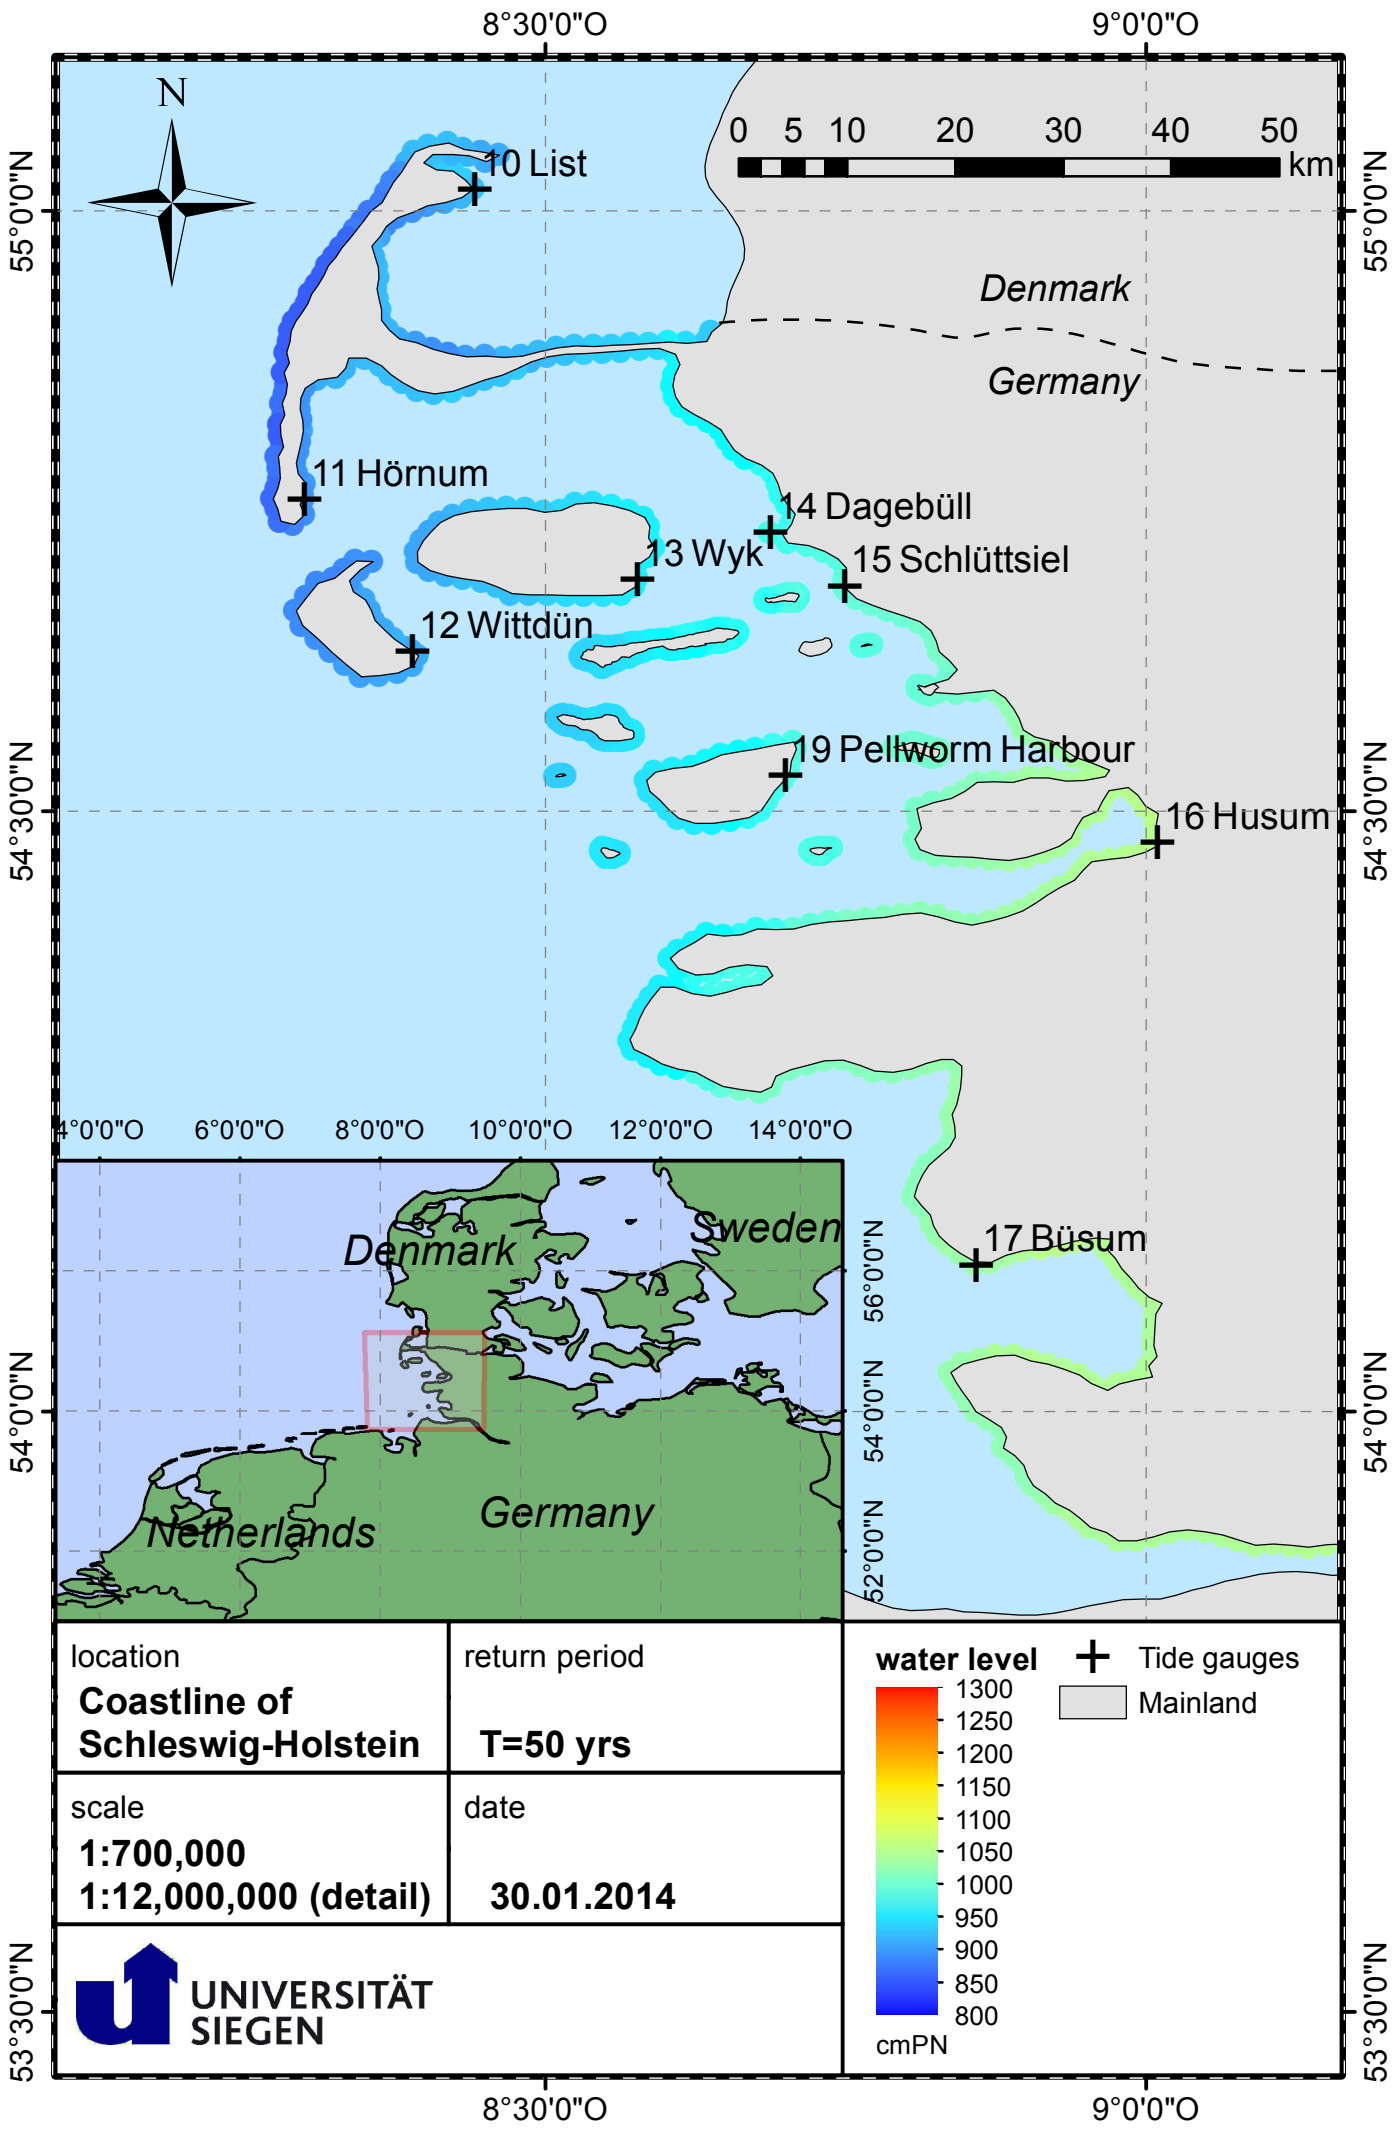 8°30'0"O
9°0'0"O
N
0 5 10 20 30 40 50
km
10 List
55°0'0"N
55°0'0"N
Denmark
Germany
11 Hörnum
14 Dagebüll
13 Wyk
15 Schlüttsiel
12 Wittdün
19 Pellworm Harbour
16 Husum
54°30'0"N
54°30'0"N
4°0'0"O 6°0'0"O 8°0'0"O 10°0'0"O 12°0'0"O 14°0'0"O
17 Büsum
Sweden
Denmark
56°0'0"N
54°0'0"N
54°0'0"N
54°0'0"N
Germany
Netherlands
52°0'0"N
location
Coastline of
Schleswig-Holstein
return period
T=50 yrs
scale
1:700,000
1:12,000,000 (detail)
date
30.01.2014
UNIVERSITÄT
SIEGEN
water level
1300
1250
1200
1150
1100
1050
1000
950
900
850
800
cmPN
Tide gauges
Mainland
53°30'0"N
53°30'0"N
8°30'0"O
9°0'0"O